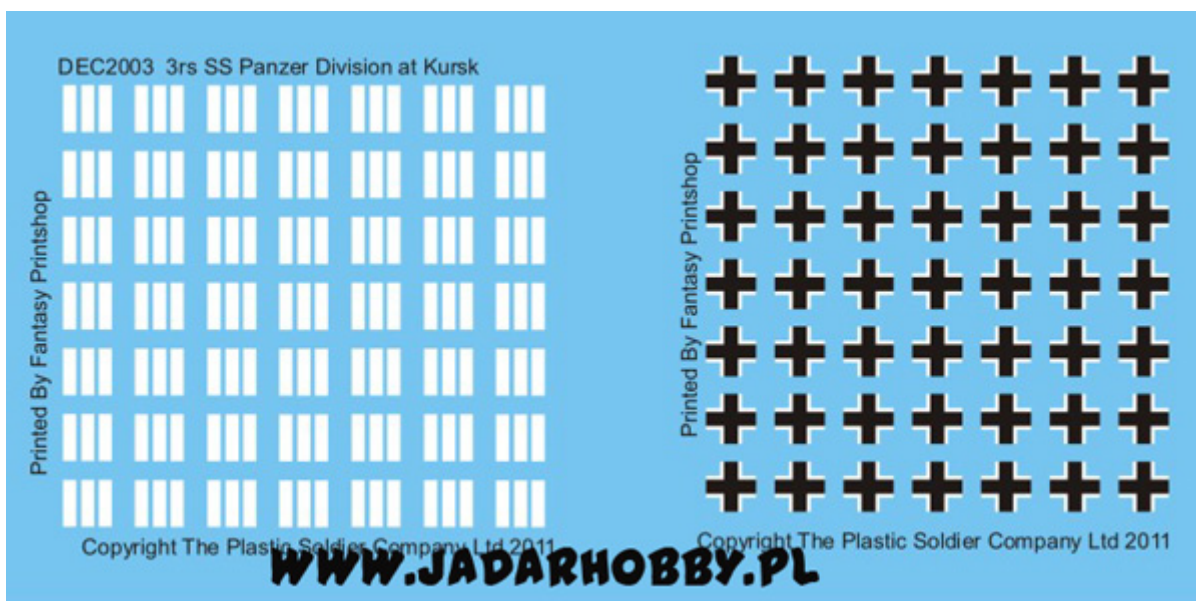 DEC2003 3rs SS Panzer Division at Kursk
Printed By Fantasy Printshop
Copyright The Plastic Soldier Company Ltd 2011
Printed By Fantasy Printshop
Copyright The Plastic Soldier Company Ltd 2011
WWW.JADARHOBBY.PL